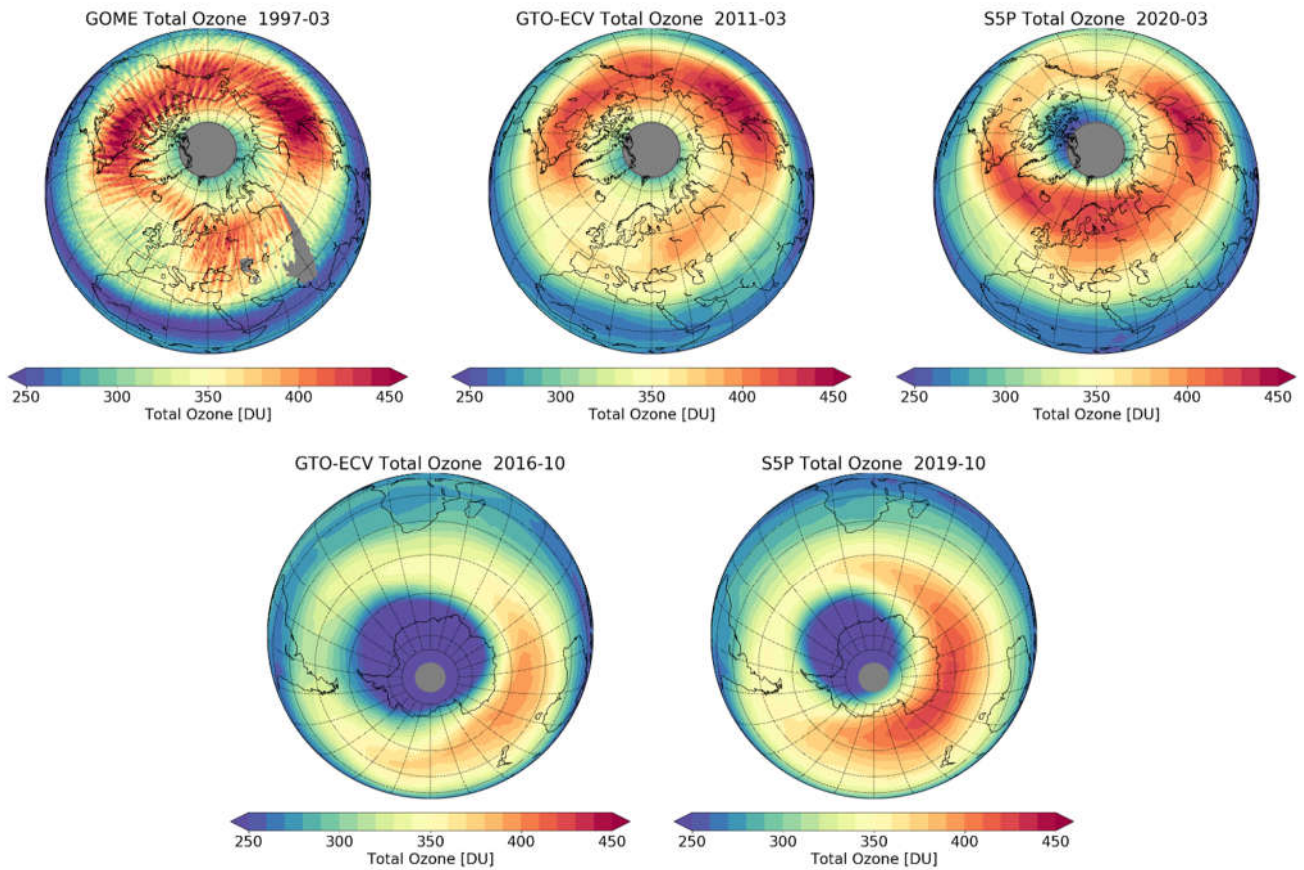 GOME Total Ozone 1997-03
GTO-ECV Total Ozone 2011-03
S5P Total Ozone 2020-03
250 300 350 400 450
Total Ozone [DU]
250 300 350 400 450
Total Ozone [DU]
250 300 350 400 450
Total Ozone [DU]
GTO-ECV Total Ozone 2016-10
S5P Total Ozone 2019-10
250 300 350 400 450
Total Ozone [DU]
250 300 350 400 450
Total Ozone [DU]